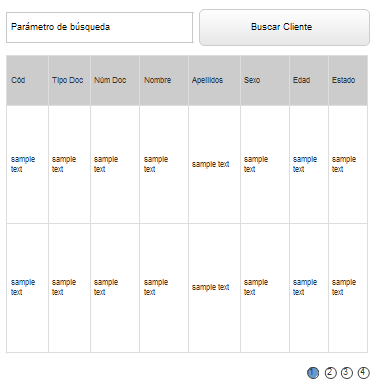 Parámetro de búsqueda
Buscar Cliente
Cód Tipo Doc Núm Doc Nombre Apellidos Sexo Edad Estado
sample sample sample sample sample text sample sample sample
text text text text text text text
sample sample sample sample sample text sample sample sample
text text text text text text text
1 2 3 4